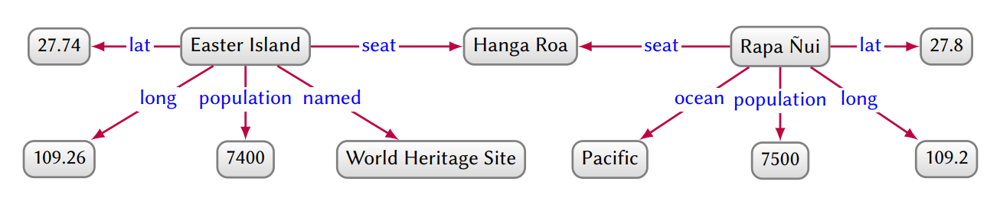 27.74 lat Easter Island seat Hanga Roa seat Rapa Ñui lat 27.8
long population named ocean population long
109.26 7400 World Heritage Site Pacific 7500 109.2